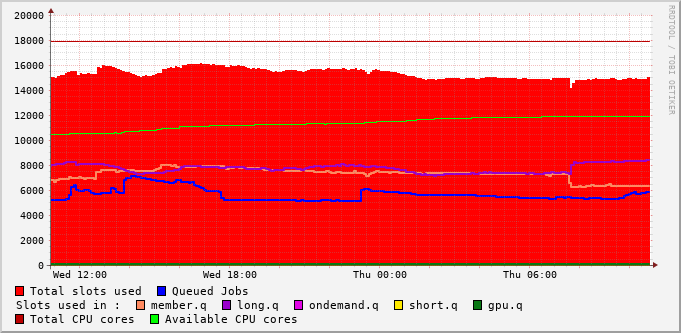 20000
18000
16000
14000
12000
10000
8000
6000
4000
2000
0
Wed 12:00 Wed 18:00 Thu 00:00 Thu 06:00
RRDTOOL / TOBI OETIKER
Total slots used Queued Jobs
Slots used in : member.q long.q ondemand.q short.q gpu.q
Total CPU cores Available CPU cores